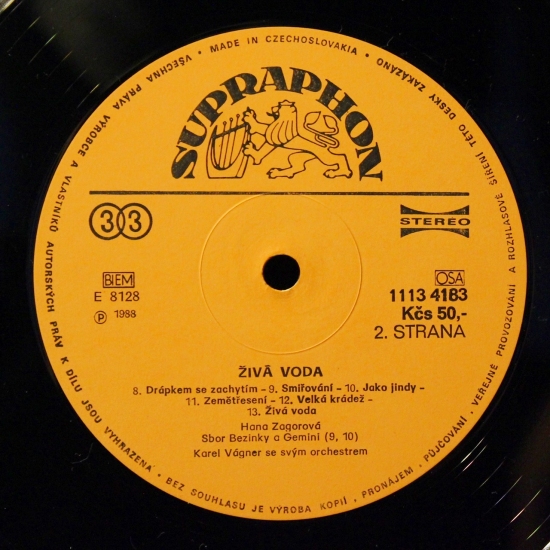 • MADE IN CZECHOSLOVAKIA •
VŠECHNA PRÁVA VÝROBCE A VLASTNÍKŮ AUTORSKÝCH PRÁV K DÍLU JSOU VYHRAZENA • BEZ SOUHLASU JE VÝROBA KOPIÍ, PRONÁJEM, PŮJČOVÁNÍ, VEŘEJNÉ PROVOZOVÁNÍ A ROZHLASOVÉ ŠÍŘENÍ TÉTO DESKY ZAKÁZÁNO
SUPRAPHON
33
STEREO
BIEM
OSA
E 8128
1113 4183
Ⓟ 1988
Kčs 50,-
2. STRANA
ŽIVÁ VODA
8. Drápkem se zachytím – 9. Smiřování – 10. Jako jindy –
11. Zemětřesení – 12. Velká krádež –
13. Živá voda
Hana Zagorová
Sbor Bezinky a Gemini (9, 10)
Karel Vágner se svým orchestrem